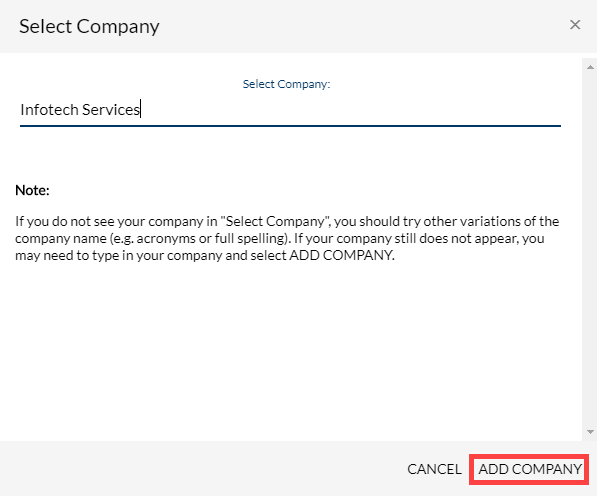 Select Company
Select Company:
Infotech Services
Note:
If you do not see your company in "Select Company", you should try other variations of the
company name (e.g. acronyms or full spelling). If your company still does not appear, you
may need to type in your company and select ADD COMPANY.
CANCEL ADD COMPANY